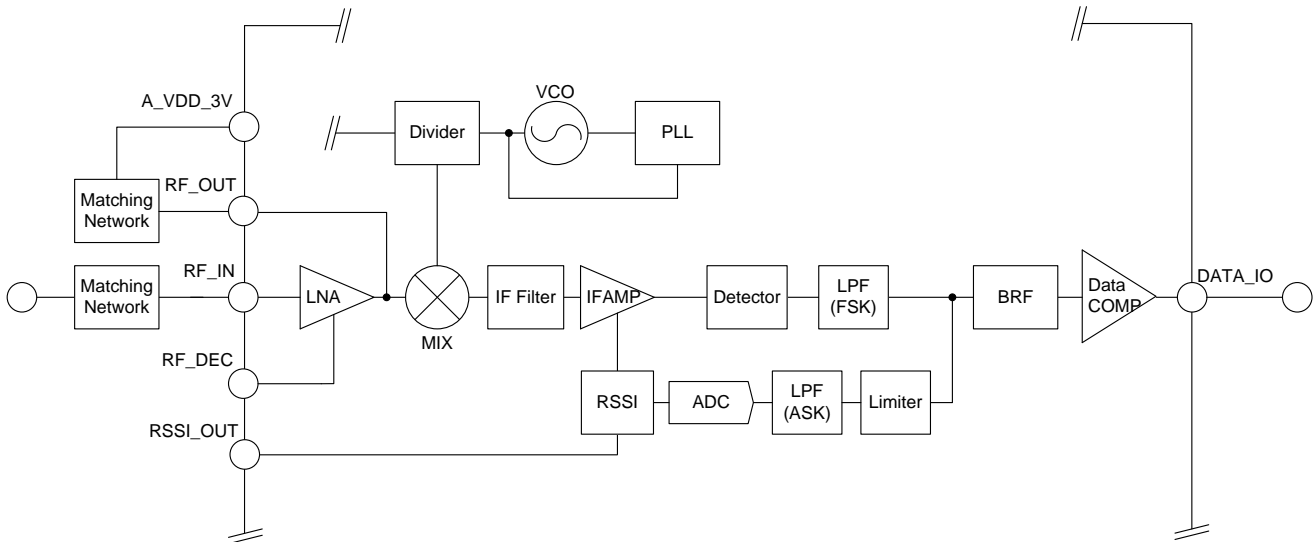 A_VDD_3V
VCO
Divider
PLL
RF_OUT
Matching
Network
RF_IN
Matching
Network
LNA
MIX
IF Filter
IFAMP
Detector
LPF
(FSK)
BRF
Data
COMP
DATA_IO
RF_DEC
RSSI
ADC
LPF
(ASK)
Limiter
RSSI_OUT